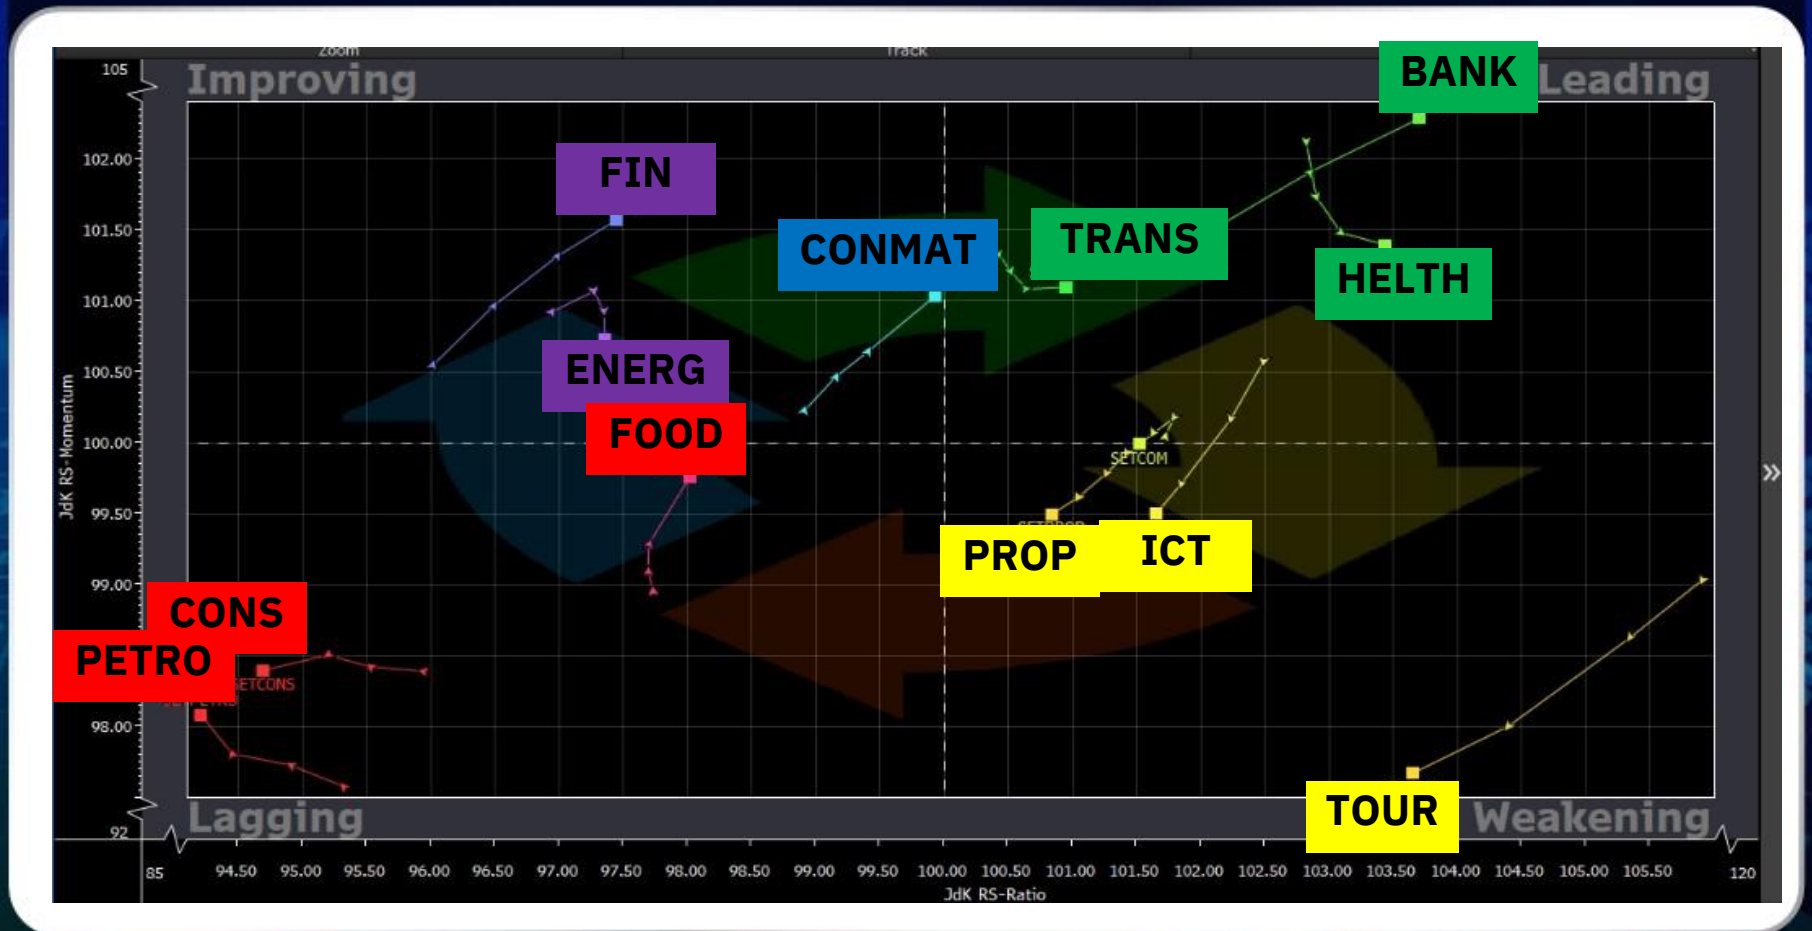 Zoom Track
105
Improving
BANK
Leading
102.00
FIN
101.50
CONMAT
TRANS
HELTH
101.00
100.50
ENERG
FOOD
100.00
SETCOM
99.50
PROP
ICT
99.00
CONS
PETRO
SETCONS
98.00
TOUR
Lagging
Weakening
92
JdK RS-Momentum
85 94.50 95.00 95.50 96.00 96.50 97.00 97.50 98.00 98.50 99.00 99.50 100.00 100.50 101.00 101.50 102.00 102.50 103.00 103.50 104.00 104.50 105.00 105.50 120
JdK RS-Ratio